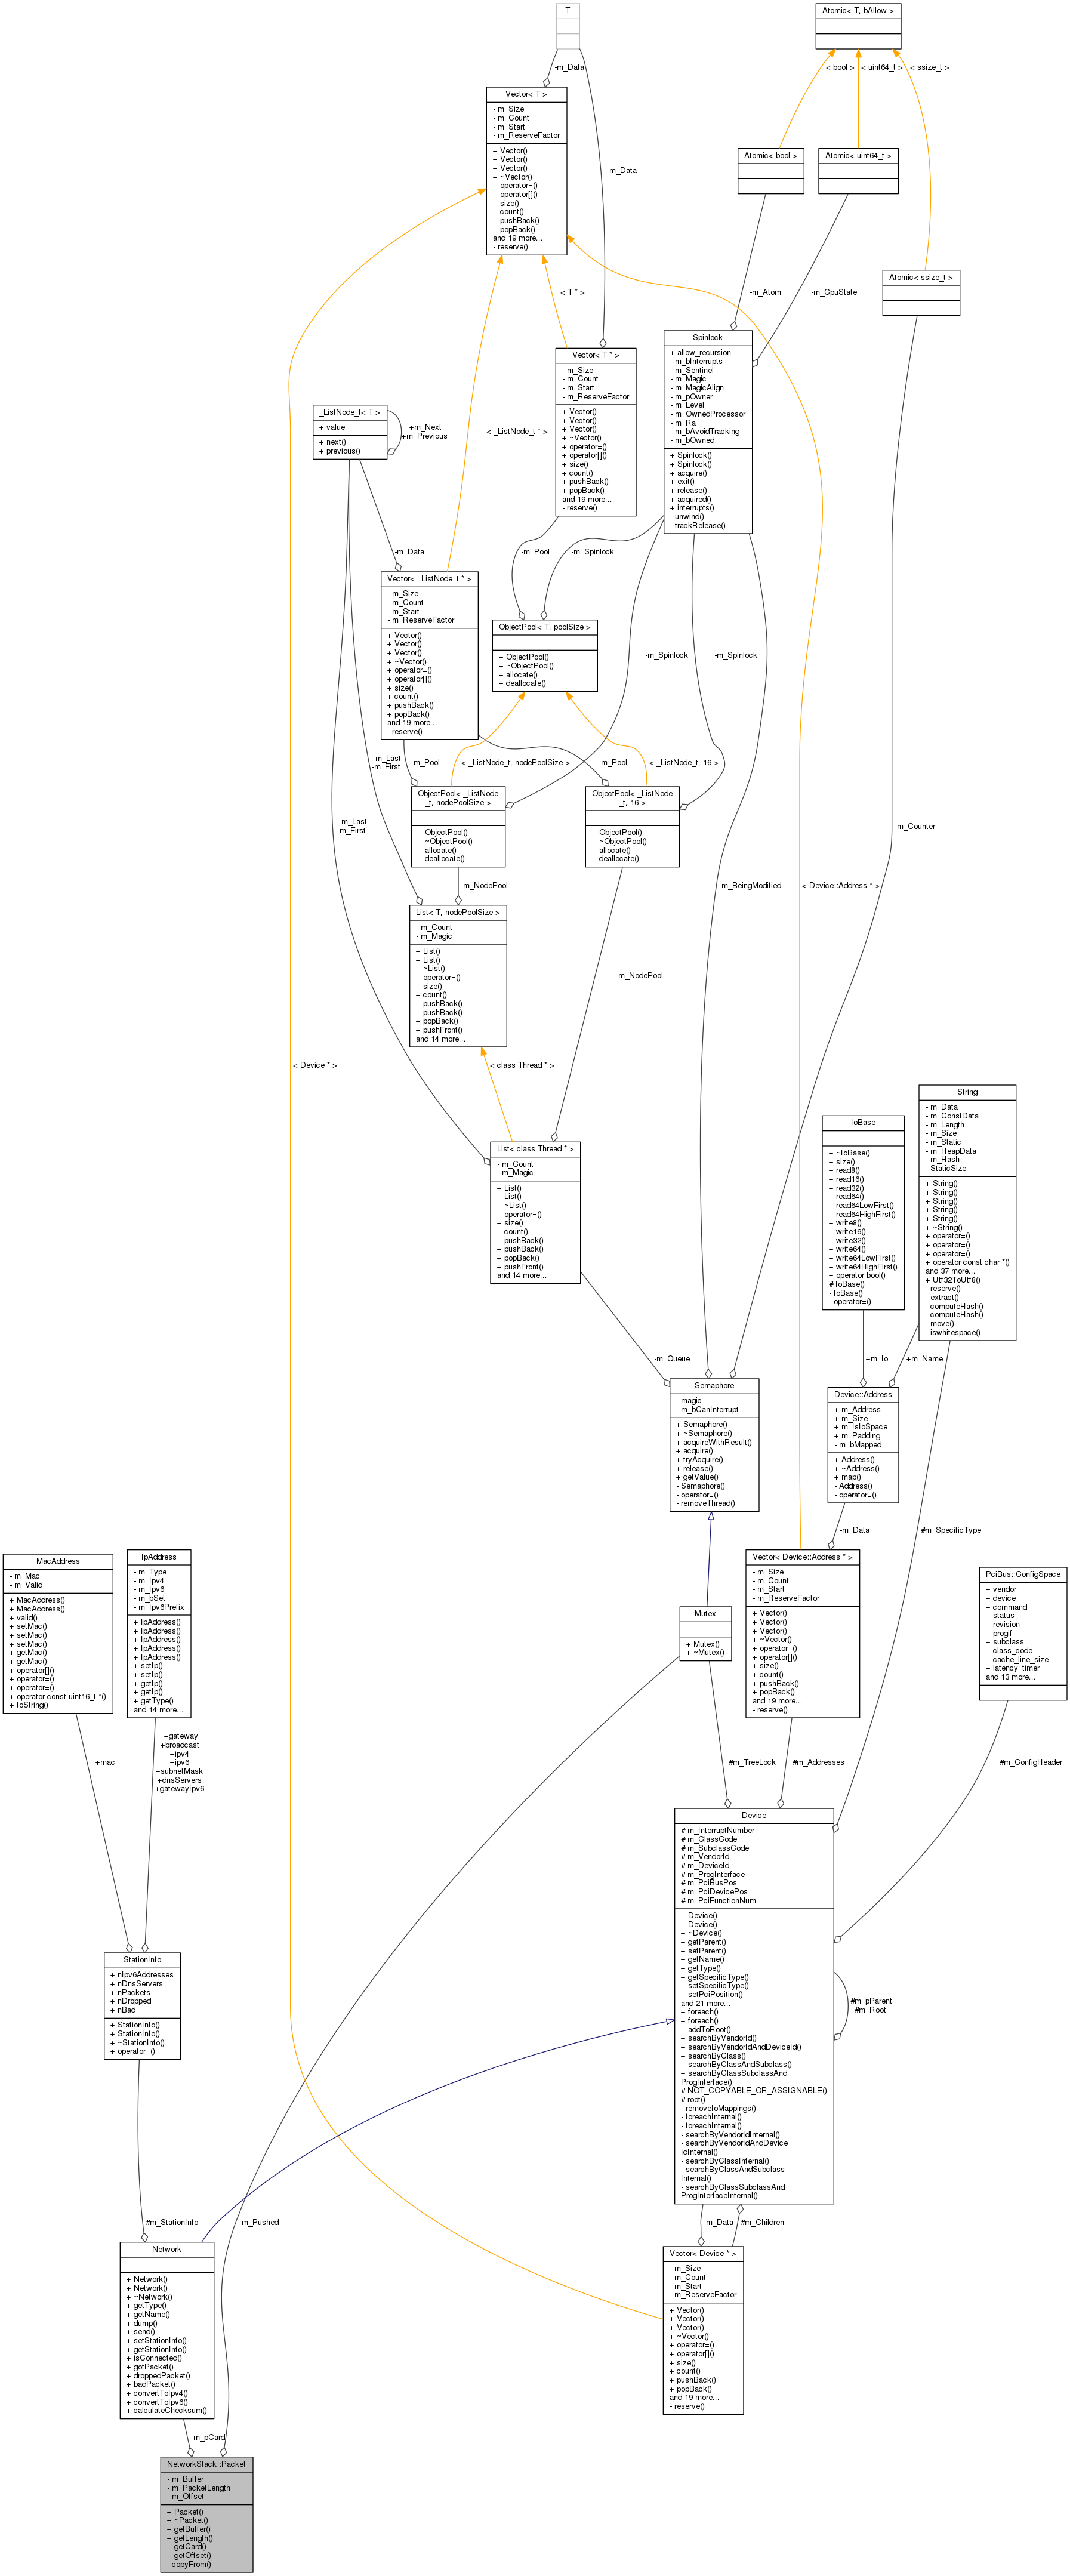 T
Atomic< T, bAllow >
-m_Data
< bool >
< uint64_t >
< ssize_t >
Vector< T >
- m_Size
- m_Count
- m_Start
- m_ReserveFactor
+ Vector()
+ Vector()
+ Vector()
+ ~Vector()
+ operator=()
+ operator[]()
+ size()
+ count()
+ pushBack()
+ popBack()
and 19 more...
- reserve()
Atomic< bool >
Atomic< uint64_t >
-m_Data
Atomic< ssize_t >
< T * >
-m_Atom
-m_CpuState
Vector< T * >
- m_Size
- m_Count
- m_Start
- m_ReserveFactor
+ Vector()
+ Vector()
+ Vector()
+ ~Vector()
+ operator=()
+ operator[]()
+ size()
+ count()
+ pushBack()
+ popBack()
and 19 more...
- reserve()
Spinlock
+ allow_recursion
- m_bInterrupts
- m_Sentinel
- m_Magic
- m_MagicAlign
- m_pOwner
- m_Level
- m_OwnedProcessor
- m_Ra
- m_bAvoidTracking
- m_bOwned
+ Spinlock()
+ Spinlock()
+ acquire()
+ exit()
+ release()
+ acquired()
+ interrupts()
- unwind()
- trackRelease()
_ListNode_t< T >
+ value
+ next()
+ previous()
+m_Next
+m_Previous
< _ListNode_t * >
-m_Data
-m_Pool
-m_Spinlock
Vector< _ListNode_t * >
- m_Size
- m_Count
- m_Start
- m_ReserveFactor
+ Vector()
+ Vector()
+ Vector()
+ ~Vector()
+ operator=()
+ operator[]()
+ size()
+ count()
+ pushBack()
+ popBack()
and 19 more...
- reserve()
ObjectPool< T, poolSize >
+ ObjectPool()
+ ~ObjectPool()
+ allocate()
+ deallocate()
-m_Spinlock
-m_Spinlock
-m_Last
-m_First
-m_Pool
< _ListNode_t, nodePoolSize >
-m_Pool
< _ListNode_t, 16 >
ObjectPool< _ListNode
_t, nodePoolSize >
+ ObjectPool()
+ ~ObjectPool()
+ allocate()
+ deallocate()
ObjectPool< _ListNode
_t, 16 >
+ ObjectPool()
+ ~ObjectPool()
+ allocate()
+ deallocate()
-m_Last
-m_First
-m_Counter
-m_NodePool
-m_BeingModified
< Device::Address * >
List< T, nodePoolSize >
- m_Count
- m_Magic
+ List()
+ List()
+ ~List()
+ operator=()
+ size()
+ count()
+ pushBack()
+ pushBack()
+ popBack()
+ pushFront()
and 14 more...
-m_NodePool
< Device * >
< class Thread * >
List< class Thread * >
- m_Count
- m_Magic
+ List()
+ List()
+ ~List()
+ operator=()
+ size()
+ count()
+ pushBack()
+ pushBack()
+ popBack()
+ pushFront()
and 14 more...
IoBase
+ ~IoBase()
+ size()
+ read8()
+ read16()
+ read32()
+ read64()
+ read64LowFirst()
+ read64HighFirst()
+ write8()
+ write16()
+ write32()
+ write64()
+ write64LowFirst()
+ write64HighFirst()
+ operator bool()
# IoBase()
- IoBase()
- operator=()
String
- m_Data
- m_ConstData
- m_Length
- m_Size
- m_Static
- m_HeapData
- m_Hash
- StaticSize
+ String()
+ String()
+ String()
+ String()
+ String()
+ ~String()
+ operator=()
+ operator=()
+ operator=()
+ operator const char *()
and 37 more...
+ Utf32ToUtf8()
- reserve()
- extract()
- computeHash()
- computeHash()
- move()
- iswhitespace()
-m_Queue
+m_Io
+m_Name
Semaphore
- magic
- m_bCanInterrupt
+ Semaphore()
+ ~Semaphore()
+ acquireWithResult()
+ acquire()
+ tryAcquire()
+ release()
+ getValue()
- Semaphore()
- operator=()
- removeThread()
Device::Address
+ m_Address
+ m_Size
+ m_IsIoSpace
+ m_Padding
- m_bMapped
+ Address()
+ ~Address()
+ map()
- Address()
- operator=()
-m_Data
#m_SpecificType
MacAddress
- m_Mac
- m_Valid
+ MacAddress()
+ MacAddress()
+ valid()
+ setMac()
+ setMac()
+ setMac()
+ getMac()
+ getMac()
+ operator[]()
+ operator=()
+ operator=()
+ operator const uint16_t *()
+ toString()
IpAddress
- m_Type
- m_Ipv4
- m_Ipv6
- m_bSet
- m_Ipv6Prefix
+ IpAddress()
+ IpAddress()
+ IpAddress()
+ IpAddress()
+ IpAddress()
+ setIp()
+ setIp()
+ getIp()
+ getIp()
+ getType()
and 14 more...
Mutex
+ Mutex()
+ ~Mutex()
Vector< Device::Address * >
- m_Size
- m_Count
- m_Start
- m_ReserveFactor
+ Vector()
+ Vector()
+ Vector()
+ ~Vector()
+ operator=()
+ operator[]()
+ size()
+ count()
+ pushBack()
+ popBack()
and 19 more...
- reserve()
PciBus::ConfigSpace
+ vendor
+ device
+ command
+ status
+ revision
+ progif
+ subclass
+ class_code
+ cache_line_size
+ latency_timer
and 13 more...
+mac
+gateway
+broadcast
+ipv4
+ipv6
+subnetMask
+dnsServers
+gatewayIpv6
#m_TreeLock
#m_Addresses
#m_ConfigHeader
Device
# m_InterruptNumber
# m_ClassCode
# m_SubclassCode
# m_VendorId
# m_DeviceId
# m_ProgInterface
# m_PciBusPos
# m_PciDevicePos
# m_PciFunctionNum
+ Device()
+ Device()
+ ~Device()
+ getParent()
+ setParent()
+ getName()
+ getType()
+ getSpecificType()
+ setSpecificType()
+ setPciPosition()
and 21 more...
+ foreach()
+ foreach()
+ addToRoot()
+ searchByVendorId()
+ searchByVendorIdAndDeviceId()
+ searchByClass()
+ searchByClassAndSubclass()
+ searchByClassSubclassAnd
ProgInterface()
# NOT_COPYABLE_OR_ASSIGNABLE()
# root()
- removeIoMappings()
- foreachInternal()
- foreachInternal()
- searchByVendorIdInternal()
- searchByVendorIdAndDevice
IdInternal()
- searchByClassInternal()
- searchByClassAndSubclass
Internal()
- searchByClassSubclassAnd
ProgInterfaceInternal()
#m_pParent
#m_Root
StationInfo
+ nIpv6Addresses
+ nDnsServers
+ nPackets
+ nDropped
+ nBad
+ StationInfo()
+ StationInfo()
+ ~StationInfo()
+ operator=()
#m_StationInfo
-m_Pushed
-m_Data
#m_Children
Network
+ Network()
+ Network()
+ ~Network()
+ getType()
+ getName()
+ dump()
+ send()
+ setStationInfo()
+ getStationInfo()
+ isConnected()
+ gotPacket()
+ droppedPacket()
+ badPacket()
+ convertToIpv4()
+ convertToIpv6()
+ calculateChecksum()
Vector< Device * >
- m_Size
- m_Count
- m_Start
- m_ReserveFactor
+ Vector()
+ Vector()
+ Vector()
+ ~Vector()
+ operator=()
+ operator[]()
+ size()
+ count()
+ pushBack()
+ popBack()
and 19 more...
- reserve()
-m_pCard
NetworkStack::Packet
- m_Buffer
- m_PacketLength
- m_Offset
+ Packet()
+ ~Packet()
+ getBuffer()
+ getLength()
+ getCard()
+ getOffset()
- copyFrom()